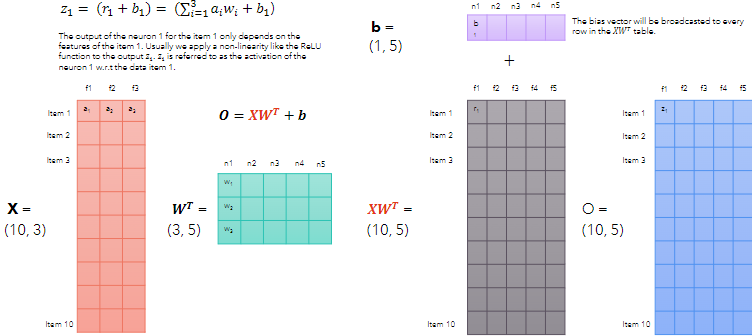 z₁ = (r₁ + b₁) = (∑³ᵢ₌₁ aᵢwᵢ + b₁)
The output of the neuron 1 for the item 1 only depends on the
features of the item 1. Usually we apply a non-linearity like the ReLU
function to the output z₁. z₁ is referred to as the activation of the
neuron 1 w.r.t the data item 1.
b =
(1, 5)
n1 n2 n3 n4 n5
b
1
The bias vector will be broadcasted to every
row in the XWᵀ table.
+
f1 f2 f3
Item 1 a₁ a₂ a₃
Item 2
Item 3
X =
(10, 3)
Item 10
O = XWᵀ + b
n1 n2 n3 n4 n5
w₁
w₂
w₃
Wᵀ =
(3, 5)
f1 f2 f3 f4 f5
Item 1 r₁
Item 2
Item 3
XWᵀ =
(10, 5)
Item 10
f1 f2 f3 f4 f5
Item 1 z₁
Item 2
Item 3
O =
(10, 5)
Item 10